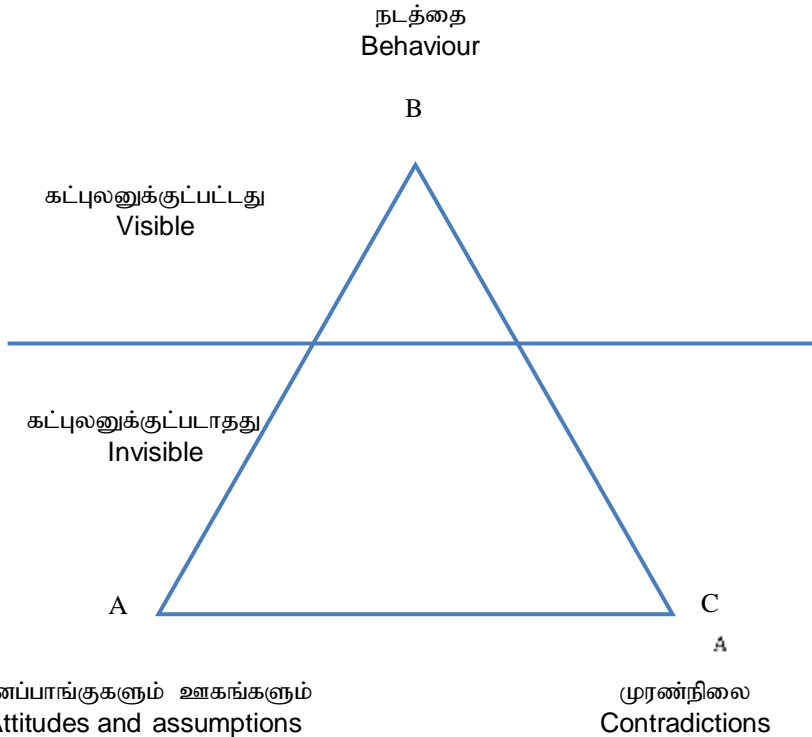 நடத்தை
Behaviour
B
கட்புலனுக்குட்பட்டது
Visible
கட்புலனுக்குட்படாதது
Invisible
A
C
A
னப்பாங்குகளும் ஊகங்களும்
Attitudes and assumptions
முரண்நிலை
Contradictions